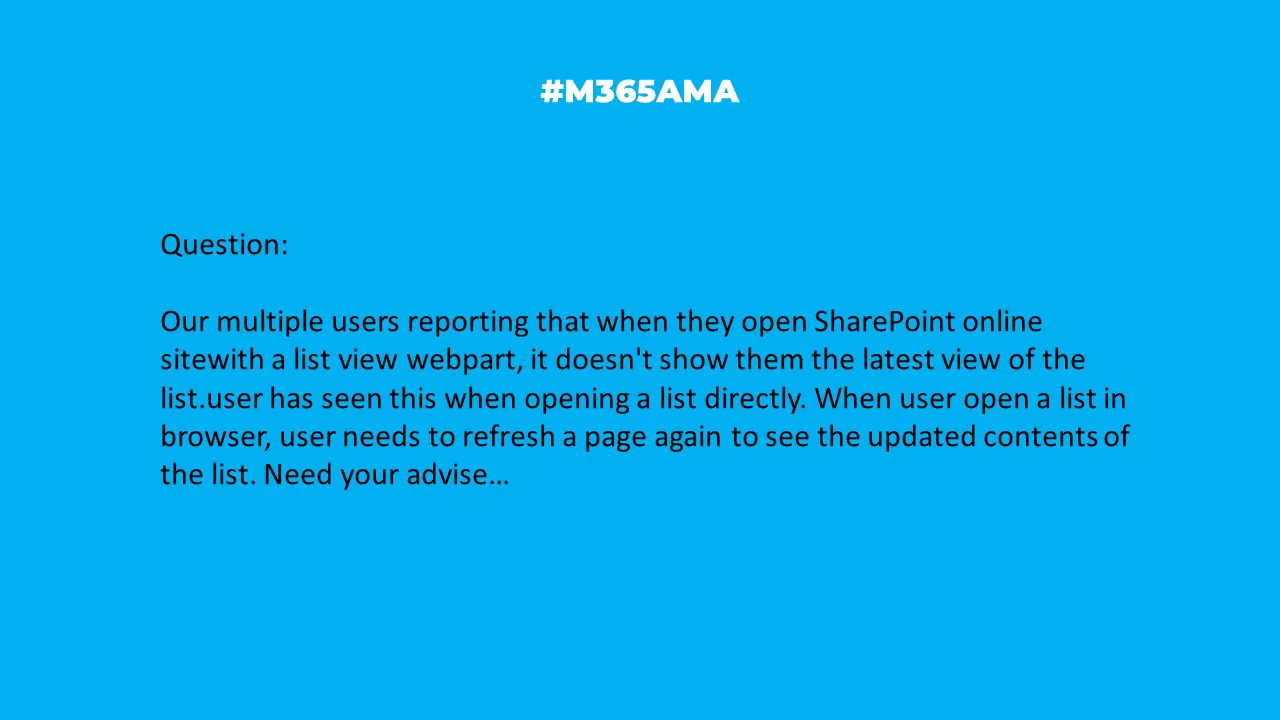 #M365AMA
Question:
Our multiple users reporting that when they open SharePoint online
sitewith a list view webpart, it doesn't show them the latest view of the
list.user has seen this when opening a list directly. When user open a list in
browser, user needs to refresh a page again to see the updated contents of
the list. Need your advise...